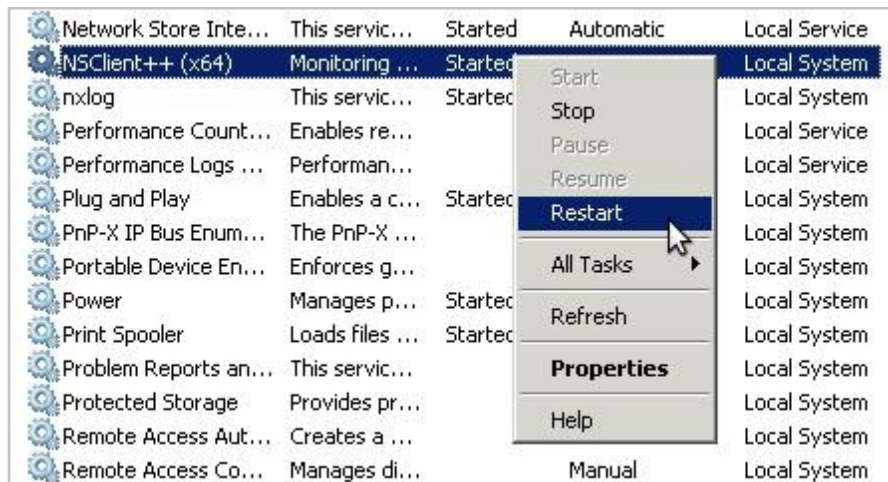 Network Store Inte... This servic... Started Automatic Local Service
NSClient++ (x64) Monitoring ... Started Local System
nxlog This servic... Started Local System
Performance Count... Enables re... Local Service
Performance Logs ... Performan... Local Service
Plug and Play Enables a c... Started Local System
PnP-X IP Bus Enum... The PnP-X ... Local System
Portable Device En... Enforces g... Local System
Power Manages p... Started Local System
Print Spooler Loads files ... Started Local System
Problem Reports an... This servic... Local System
Protected Storage Provides pr... Local System
Remote Access Aut... Creates a ... Local System
Remote Access Co... Manages di... Manual Local System
Start
Stop
Pause
Resume
Restart
All Tasks
Refresh
Properties
Help